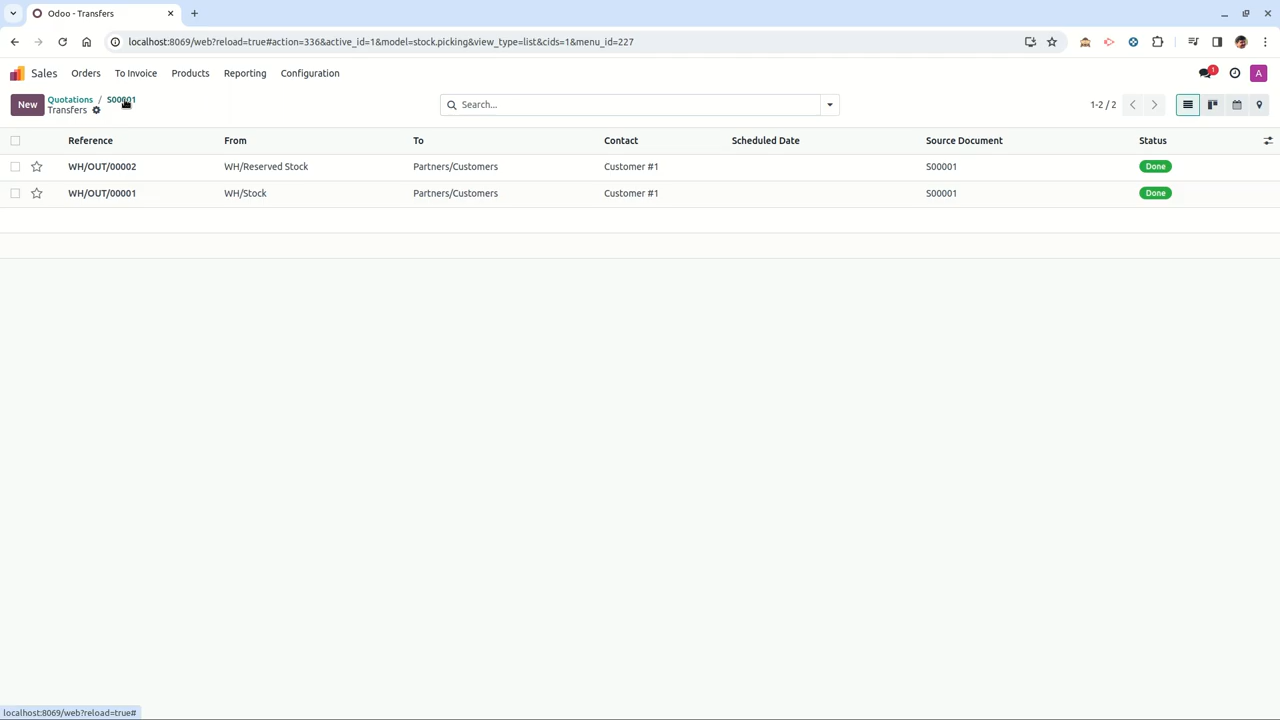 Odoo - Transfers
localhost:8069/web?reload=true#action=336&active_id=1&model=stock.picking&view_type=list&cids=1&menu_id=227
Sales Orders To Invoice Products Reporting Configuration 1 A
New Quotations / S00001
Transfers Search... 1-2 / 2
Reference From To Contact Scheduled Date Source Document Status
WH/OUT/00002 WH/Reserved Stock Partners/Customers Customer #1 S00001 Done
WH/OUT/00001 WH/Stock Partners/Customers Customer #1 S00001 Done
localhost:8069/web?reload=true#